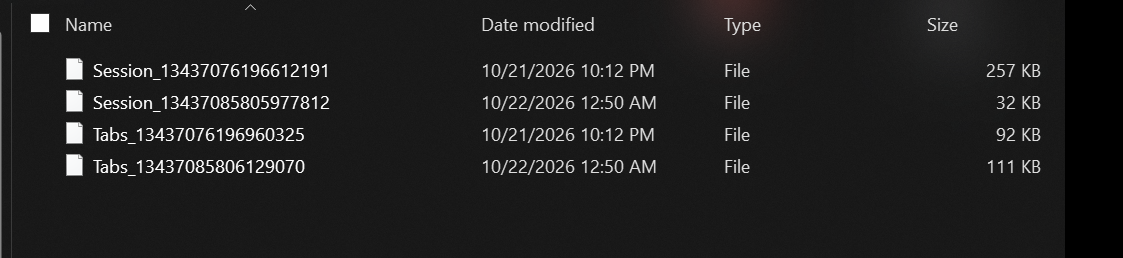 Name Date modified Type Size
Session_13437076196612191 10/21/2026 10:12 PM File 257 KB
Session_13437085805977812 10/22/2026 12:50 AM File 32 KB
Tabs_13437076196960325 10/21/2026 10:12 PM File 92 KB
Tabs_13437085806129070 10/22/2026 12:50 AM File 111 KB